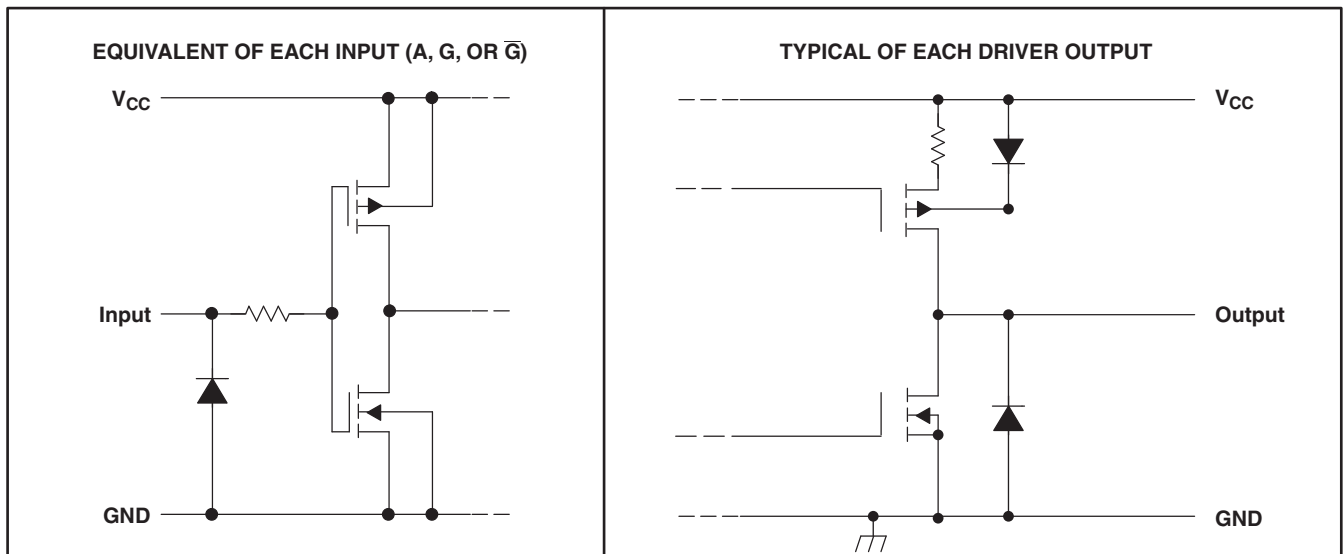 EQUIVALENT OF EACH INPUT (A, G, OR G̅)
VCC
Input
GND
TYPICAL OF EACH DRIVER OUTPUT
VCC
Output
GND